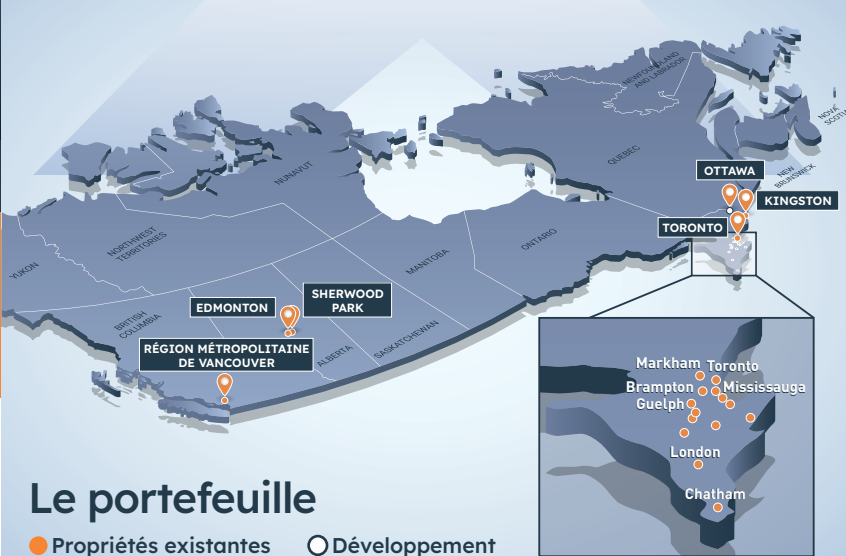 NEWFOUNDLAND
AND LABRADOR
NOVA
SCOTIA
QUEBEC
NEW
BRUNSWICK
NUNAVUT
OTTAWA
KINGSTON
TORONTO
NORTHWEST
TERRITORIES
YUKON
ONTARIO
MANITOBA
EDMONTON
SHERWOOD
PARK
BRITISH
COLUMBIA
ALBERTA
SASKATCHEWAN
RÉGION MÉTROPOLITAINE
DE VANCOUVER
Markham Toronto
Brampton Mississauga
Guelph
London
Chatham
Le portefeuille
Propriétés existantes Développement